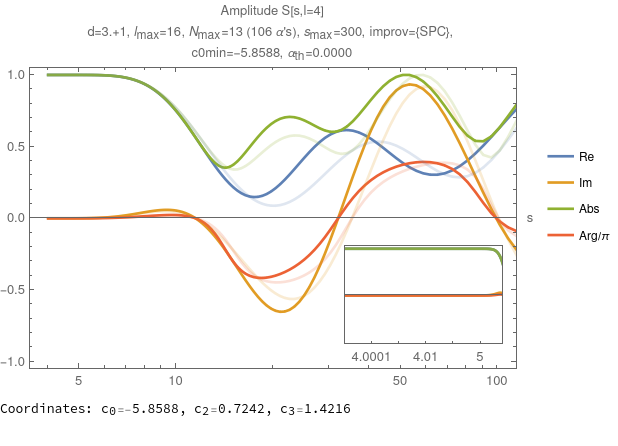 Amplitude S[s,l=4]
d=3.+1, lmax=16, Nmax=13 (106 α's), smax=300, improv={SPC},
c0min=−5.8588, αth=0.0000
1.0
0.5
0.0
−0.5
−1.0
5
10
50
100
s
4.0001
4.01
5
Re
Im
Abs
Arg/π
Coordinates: c0=-5.8588, c2=0.7242, c3=1.4216